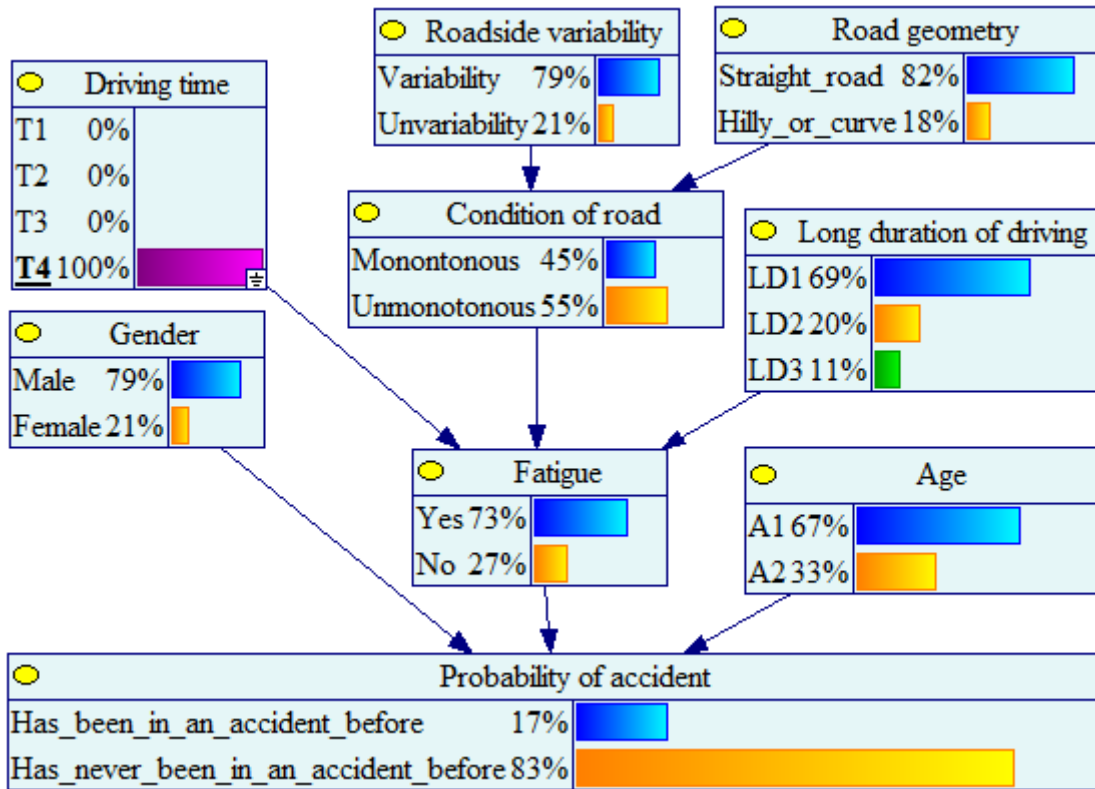 Roadside variability
Variability 79%
Unvariability 21%
Road geometry
Straight_road 82%
Hilly_or_curve 18%
Driving time
T1 0%
T2 0%
T3 0%
T4 100%
Condition of road
Monontonous 45%
Unmonotonous 55%
Long duration of driving
LD1 69%
LD2 20%
LD3 11%
Gender
Male 79%
Female 21%
Fatigue
Yes 73%
No 27%
Age
A1 67%
A2 33%
Probability of accident
Has_been_in_an_accident_before 17%
Has_never_been_in_an_accident_before 83%